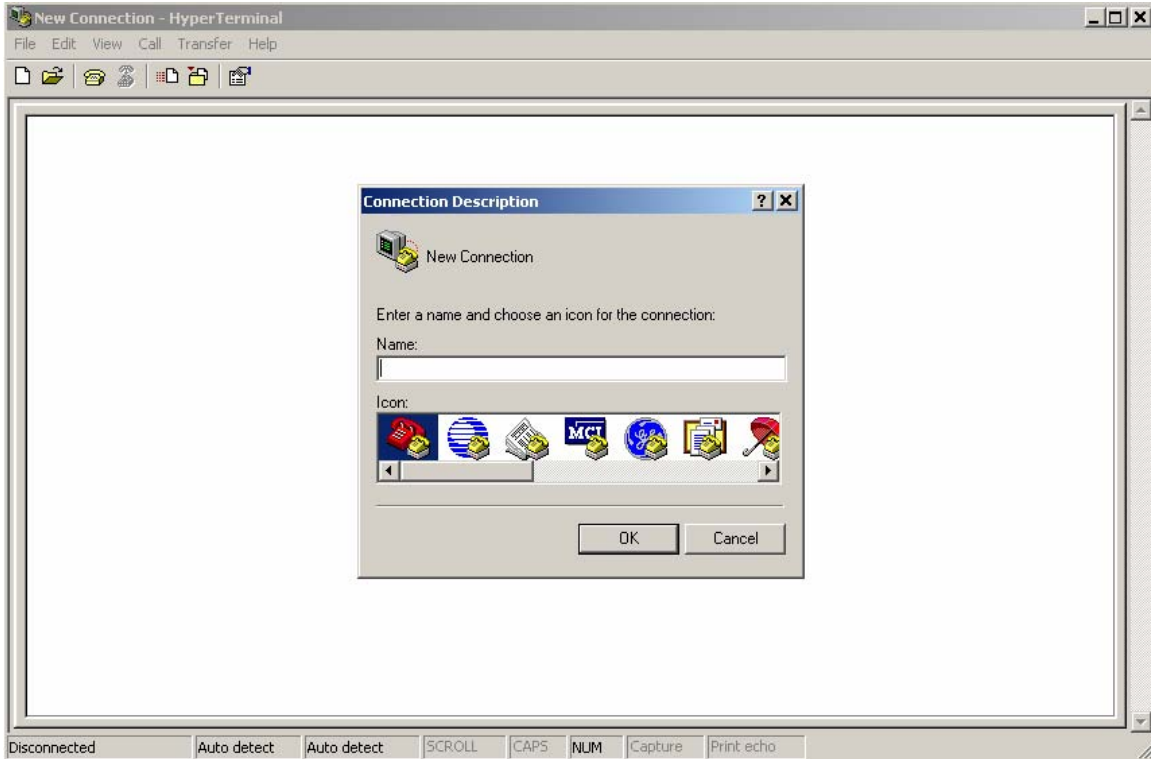 New Connection - HyperTerminal
File Edit View Call Transfer Help
Connection Description
New Connection
Enter a name and choose an icon for the connection:
Name:
Icon:
MCI
OK Cancel
Disconnected Auto detect Auto detect SCROLL CAPS NUM Capture Print echo